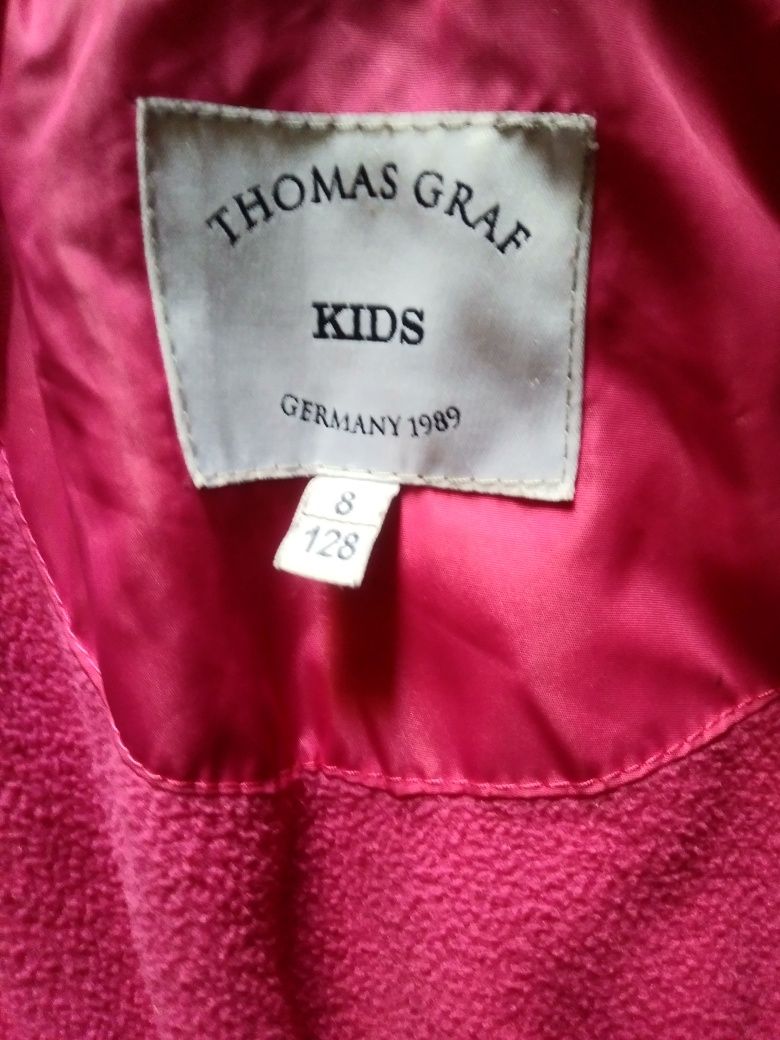 THOMAS GRAF
KIDS
GERMANY 1989
8
128